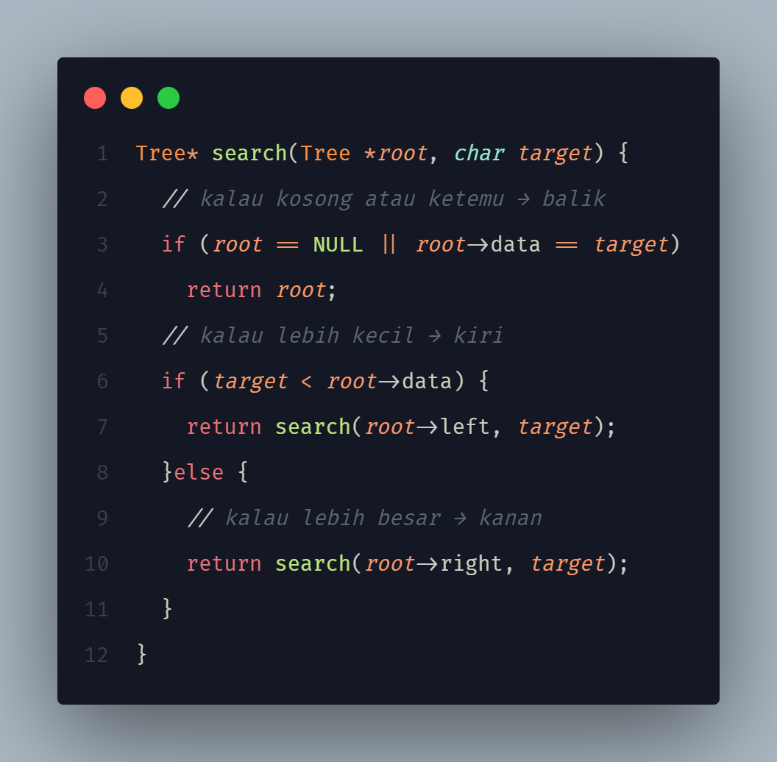 1 Tree* search(Tree *root, char target) {
2 // kalau kosong atau ketemu -> balik
3 if (root == NULL || root->data == target)
4 return root;
5 // kalau lebih kecil -> kiri
6 if (target < root->data) {
7 return search(root->left, target);
8 }else {
9 // kalau lebih besar -> kanan
10 return search(root->right, target);
11 }
12 }